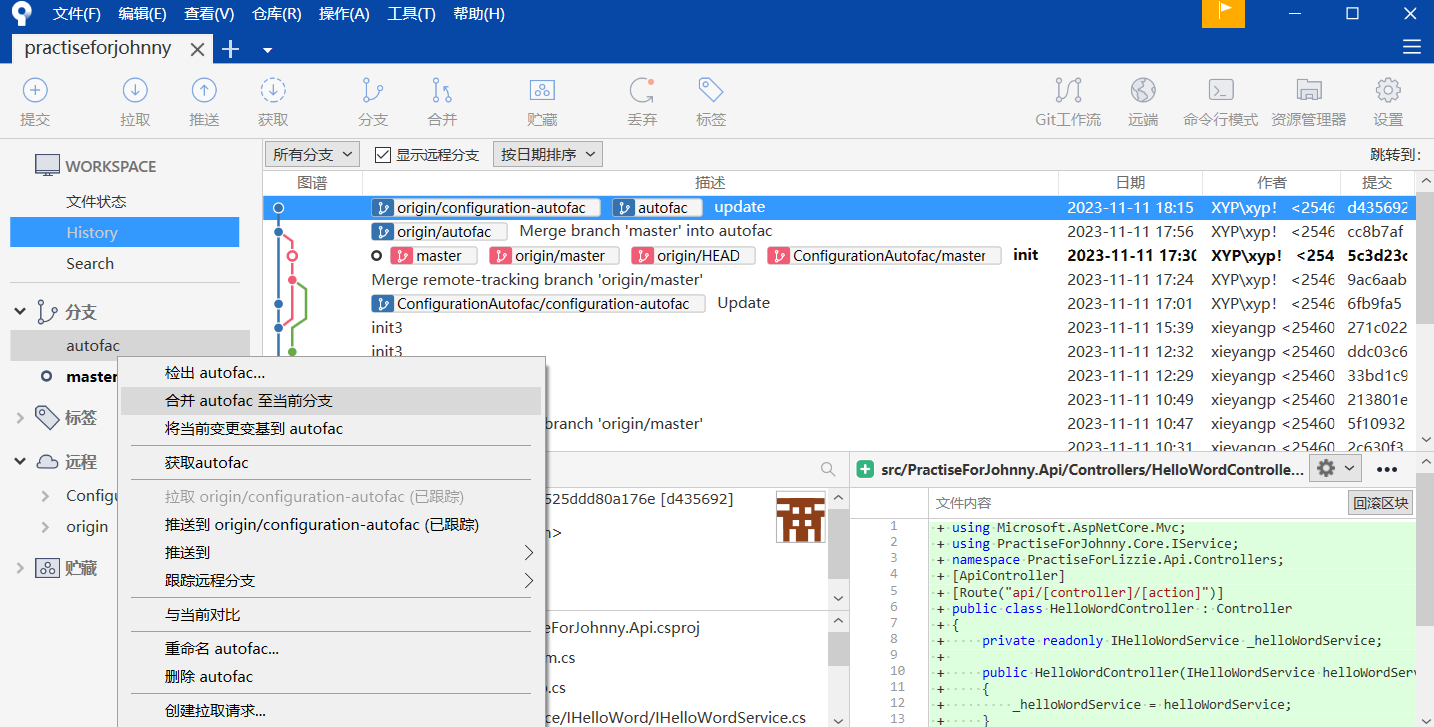 文件(F) 编辑(E) 查看(V) 仓库(R) 操作(A) 工具(T) 帮助(H)
practiseforjohnny
提交 拉取 推送 获取 分支 合并 贮藏 丢弃 标签 Git工作流 远端 命令行模式 资源管理器 设置
WORKSPACE
文件状态
History
Search
分支
autofac
master
标签
远程
Configu
origin
贮藏
所有分支 显示远程分支 按日期排序 跳转到:
图谱 描述 日期 作者 提交
origin/configuration-autofac autofac update 2023-11-11 18:15 XYP\xyp! <2546 d435692
origin/autofac Merge branch 'master' into autofac 2023-11-11 17:56 XYP\xyp! <2546 cc8b7af
master origin/master origin/HEAD ConfigurationAutofac/master init 2023-11-11 17:30 XYP\xyp! <254 5c3d23c
Merge remote-tracking branch 'origin/master' 2023-11-11 17:24 XYP\xyp! <2546 9ac6aab
ConfigurationAutofac/configuration-autofac Update 2023-11-11 17:01 XYP\xyp! <2546 6fb9fa5
init3 2023-11-11 15:39 xieyangp <25460 271c022
init3 2023-11-11 12:32 xieyangp <25460 ddc03c6
2023-11-11 12:29 xieyangp <25460 33bd1c9
2023-11-11 10:49 xieyangp <25460 213801e
branch 'origin/master' 2023-11-11 10:47 xieyangp <25460 5f10932
2023-11-11 10:31 xieyangp <25460 2c630f3
检出 autofac...
合并 autofac 至当前分支
将当前变更变基到 autofac
获取autofac
拉取 origin/configuration-autofac (已跟踪)
推送到 origin/configuration-autofac (已跟踪)
推送到
跟踪远程分支
与当前对比
重命名 autofac...
删除 autofac
创建拉取请求...
525ddd80a176e [d435692]
n>
eForJohnny.Api.csproj
m.cs
o.cs
ce/IHelloWord/IHelloWordService.cs
src/PractiseForJohnny.Api/Controllers/HelloWordControlle...
文件内容 回滚区块
1 + using Microsoft.AspNetCore.Mvc;
2 + using PractiseForJohnny.Core.IService;
3 + namespace PractiseForLizzie.Api.Controllers;
4 + [ApiController]
5 + [Route("api/[controller]/[action]")]
6 + public class HelloWordController : Controller
7 + {
8 + private readonly IHelloWordService _helloWordService;
9 +
10 + public HelloWordController(IHelloWordService helloWordServ
11 + {
12 + _helloWordService = helloWordService;
13 + }